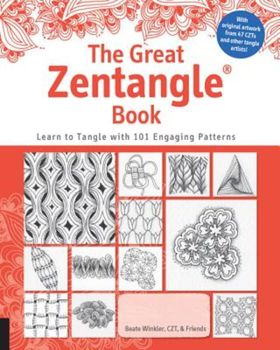 The Great
Zentangle®
Book
With
original artwork
from 47 CZTs
and other tangle
artists!
Learn to Tangle with 101 Engaging Patterns
Beate Winkler, CZT, & Friends